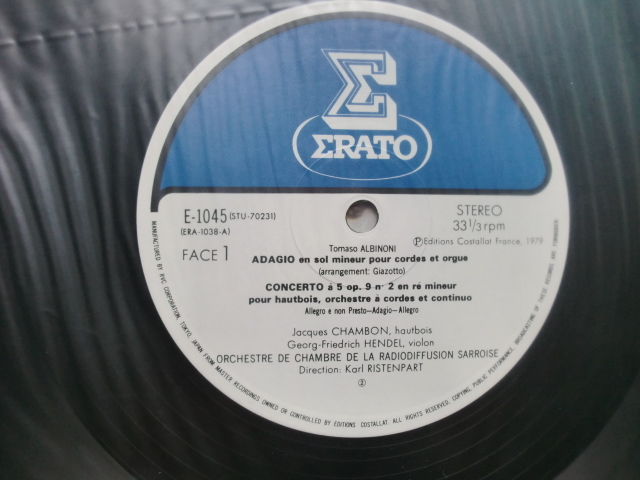 ΣRATO
E-1045 (STU-70231)
(ERA-1038-A)
FACE 1
STEREO
33 1/3 rpm
Ⓟ Editions Costallat France, 1979
Tomaso ALBINONI
ADAGIO en sol mineur pour cordes et orgue
(arrangement: Giazotto)
CONCERTO à 5 op. 9 n° 2 en ré mineur
pour hautbois, orchestre à cordes et continuo
Allegro e non Presto–Adagio–Allegro
Jacques CHAMBON, hautbois
Georg-Friedrich HENDEL, violon
ORCHESTRE DE CHAMBRE DE LA RADIODIFFUSION SARROISE
Direction: Karl RISTENPART
②
MANUFACTURED BY RVC CORPORATION, TOKYO, JAPAN FROM MASTER RECORDINGS OWNED OR CONTROLLED BY EDITIONS COSTALLAT. ALL RIGHTS RESERVED. COPYING, PUBLIC PERFORMANCE, BROADCASTING OF THESE RECORDS ARE FORBIDDEN